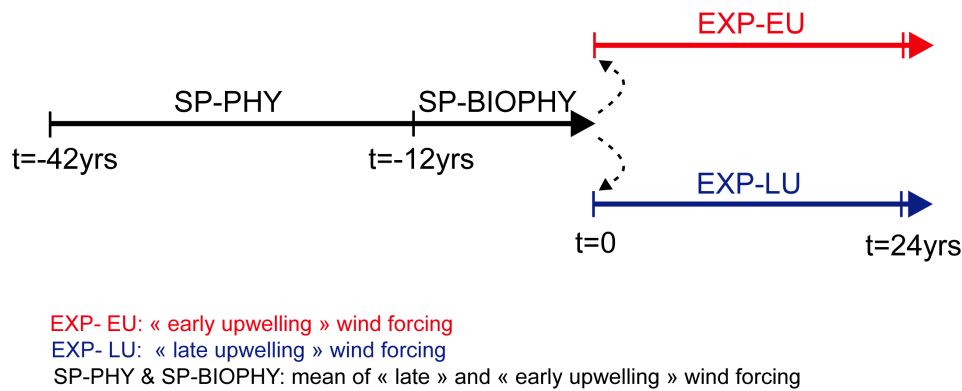 EXP-EU
SP-PHY SP-BIOPHY
t=-42yrs t=-12yrs
EXP-LU
t=0 t=24yrs
EXP- EU: « early upwelling » wind forcing
EXP- LU: « late upwelling » wind forcing
SP-PHY & SP-BIOPHY: mean of « late » and « early upwelling » wind forcing